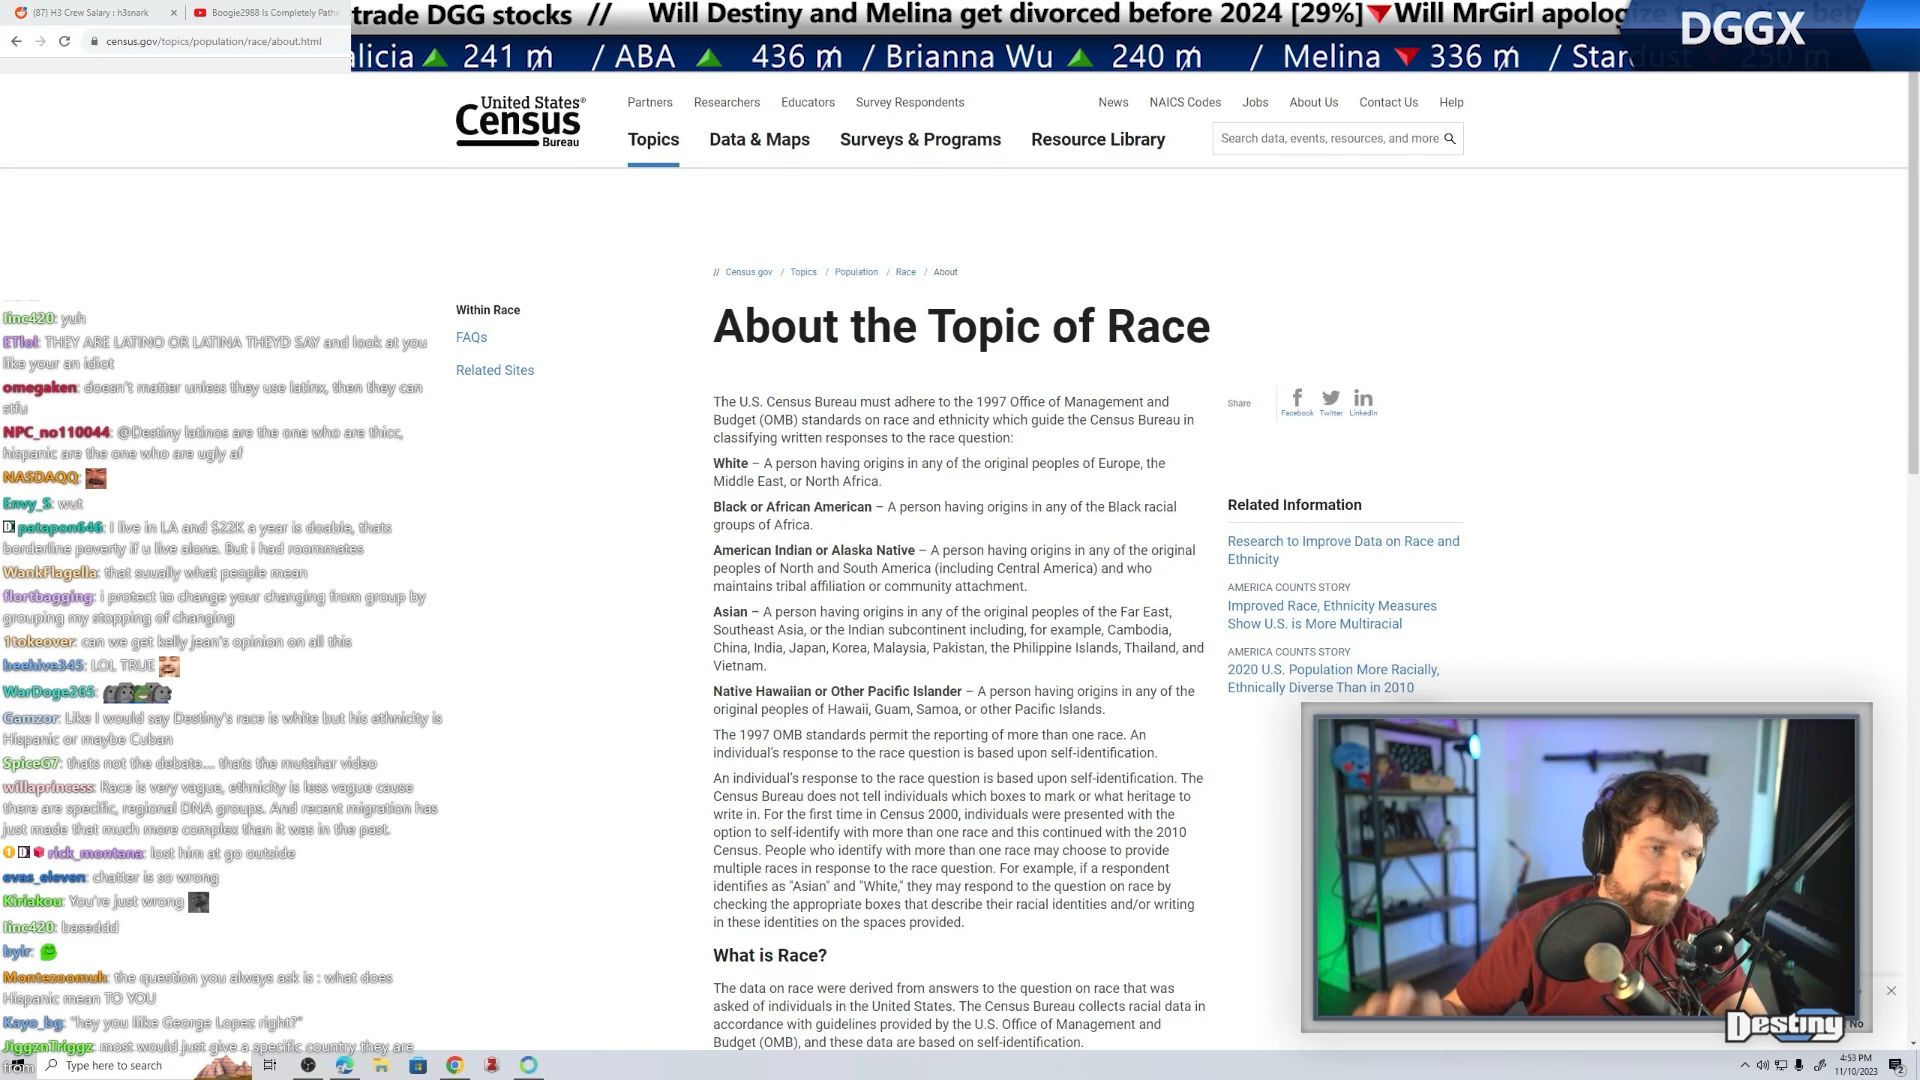 (87) H3 Crew Salary : h3snark
Boogie2988 Is Completely Path
census.gov/topics/population/race/about.html
trade DGG stocks // Will Destiny and Melina get divorced before 2024 [29%] Will MrGirl apologize
DGGX
alicia 241 ₥ / ABA 436 ₥ / Brianna Wu 240 ₥ / Melina 336 ₥ / Stardust 250 m
United States®
Census
Bureau
Partners Researchers Educators Survey Respondents
News NAICS Codes Jobs About Us Contact Us Help
Topics Data & Maps Surveys & Programs Resource Library
Search data, events, resources, and more
// Census.gov / Topics / Population / Race / About
Within Race
FAQs
Related Sites
About the Topic of Race
The U.S. Census Bureau must adhere to the 1997 Office of Management and
Budget (OMB) standards on race and ethnicity which guide the Census Bureau in
classifying written responses to the race question:
White – A person having origins in any of the original peoples of Europe, the
Middle East, or North Africa.
Black or African American – A person having origins in any of the Black racial
groups of Africa.
American Indian or Alaska Native – A person having origins in any of the original
peoples of North and South America (including Central America) and who
maintains tribal affiliation or community attachment.
Asian – A person having origins in any of the original peoples of the Far East,
Southeast Asia, or the Indian subcontinent including, for example, Cambodia,
China, India, Japan, Korea, Malaysia, Pakistan, the Philippine Islands, Thailand, and
Vietnam.
Native Hawaiian or Other Pacific Islander – A person having origins in any of the
original peoples of Hawaii, Guam, Samoa, or other Pacific Islands.
The 1997 OMB standards permit the reporting of more than one race. An
individual's response to the race question is based upon self-identification.
An individual's response to the race question is based upon self-identification. The
Census Bureau does not tell individuals which boxes to mark or what heritage to
write in. For the first time in Census 2000, individuals were presented with the
option to self-identify with more than one race and this continued with the 2010
Census. People who identify with more than one race may choose to provide
multiple races in response to the race question. For example, if a respondent
identifies as "Asian" and "White," they may respond to the question on race by
checking the appropriate boxes that describe their racial identities and/or writing
in these identities on the spaces provided.
What is Race?
The data on race were derived from answers to the question on race that was
asked of individuals in the United States. The Census Bureau collects racial data in
accordance with guidelines provided by the U.S. Office of Management and
Budget (OMB), and these data are based on self-identification.
Share
Facebook Twitter LinkedIn
Related Information
Research to Improve Data on Race and
Ethnicity
AMERICA COUNTS STORY
Improved Race, Ethnicity Measures
Show U.S. is More Multiracial
AMERICA COUNTS STORY
2020 U.S. Population More Racially,
Ethnically Diverse Than in 2010
linc420: yuh
ETlol: THEY ARE LATINO OR LATINA THEYD SAY and look at you
like your an idiot
omegaken: doesn't matter unless they use latinx, then they can
stfu
NPC_no110044: @Destiny latinos are the one who are thicc,
hispanic are the one who are ugly af
NASDAQQ:
Envy_S: wut
patapon646: I live in LA and $22K a year is doable, thats
borderline poverty if u live alone. But i had roommates
WankFlagella: that suually what people mean
flortbagging: i protect to change your changing from group by
grouping my stopping of changing
1tokeover: can we get kelly jean's opinion on all this
beehive345: LOL TRUE
WarDoge265:
Gamzor: Like I would say Destiny's race is white but his ethnicity is
Hispanic or maybe Cuban
SpiceG7: thats not the debate.... thats the mutahar video
willaprincess: Race is very vague, ethnicity is less vague cause
there are specific, regional DNA groups. And recent migration has
just made that much more complex than it was in the past.
rick_montana: lost him at go outside
evas_eleven: chatter is so wrong
Kiriakou: You're just wrong
linc420: baseddd
byir:
Montezoomuh: the question you always ask is : what does
Hispanic mean TO YOU
Kayo_bg: "hey you like George Lopez right?"
JiggznTriggz: most would just give a specific country they are
from
Destiny
No
Type here to search
4:53 PM
11/10/2023
2